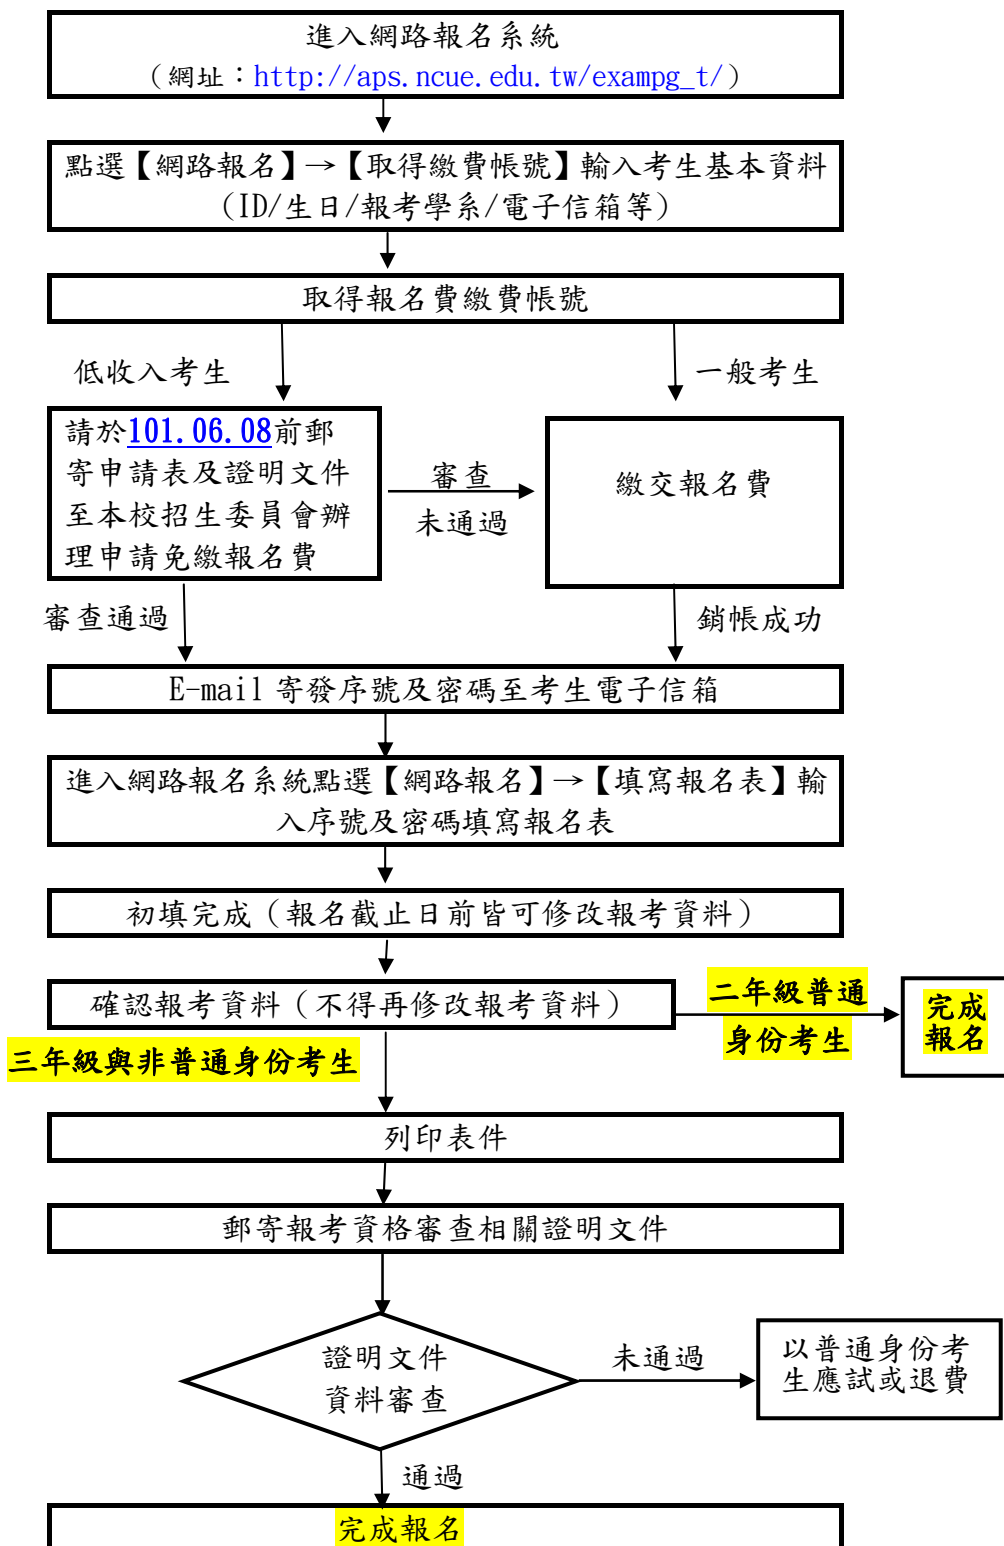 進入網路報名系統
（網址：http://aps.ncue.edu.tw/exampg_t/）
點選【網路報名】→【取得繳費帳號】輸入考生基本資料
（ID/生日/報考學系/電子信箱等）
取得報名費繳費帳號
低收入考生
一般考生
請於101.06.08前郵
寄申請表及證明文件
至本校招生委員會辦
理申請免繳報名費
審查
未通過
繳交報名費
審查通過
銷帳成功
E-mail 寄發序號及密碼至考生電子信箱
進入網路報名系統點選【網路報名】→【填寫報名表】輸
入序號及密碼填寫報名表
初填完成（報名截止日前皆可修改報考資料）
確認報考資料（不得再修改報考資料）
二年級普通
身份考生
完成
報名
三年級與非普通身份考生
列印表件
郵寄報考資格審查相關證明文件
證明文件
資料審查
未通過
以普通身份考
生應試或退費
通過
完成報名